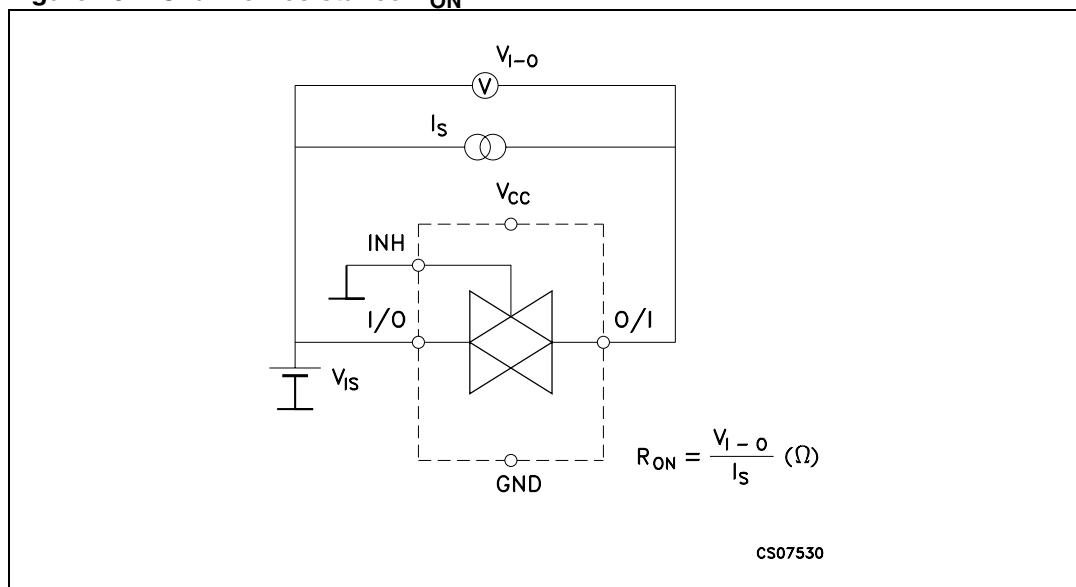 ON
V_I-O
V
I_S
V_CC
INH
I/O
O/I
V_IS
GND
R_ON = V_I-O / I_S (Ω)
CS07530